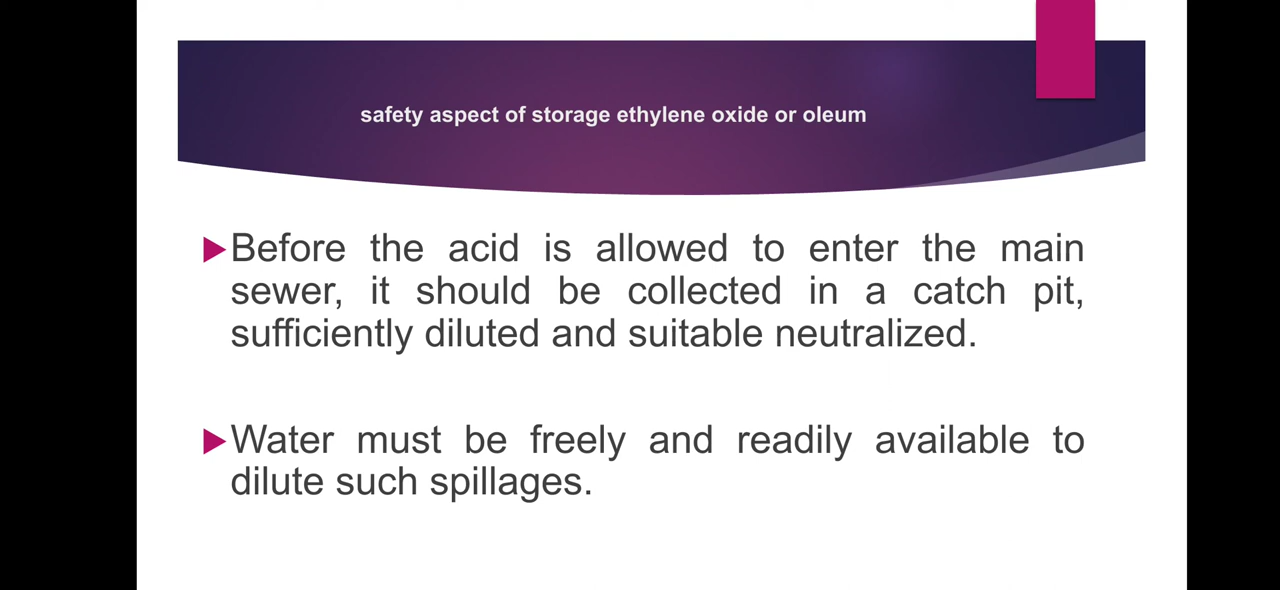 safety aspect of storage ethylene oxide or oleum
Before the acid is allowed to enter the main
sewer, it should be collected in a catch pit,
sufficiently diluted and suitable neutralized.
Water must be freely and readily available to
dilute such spillages.